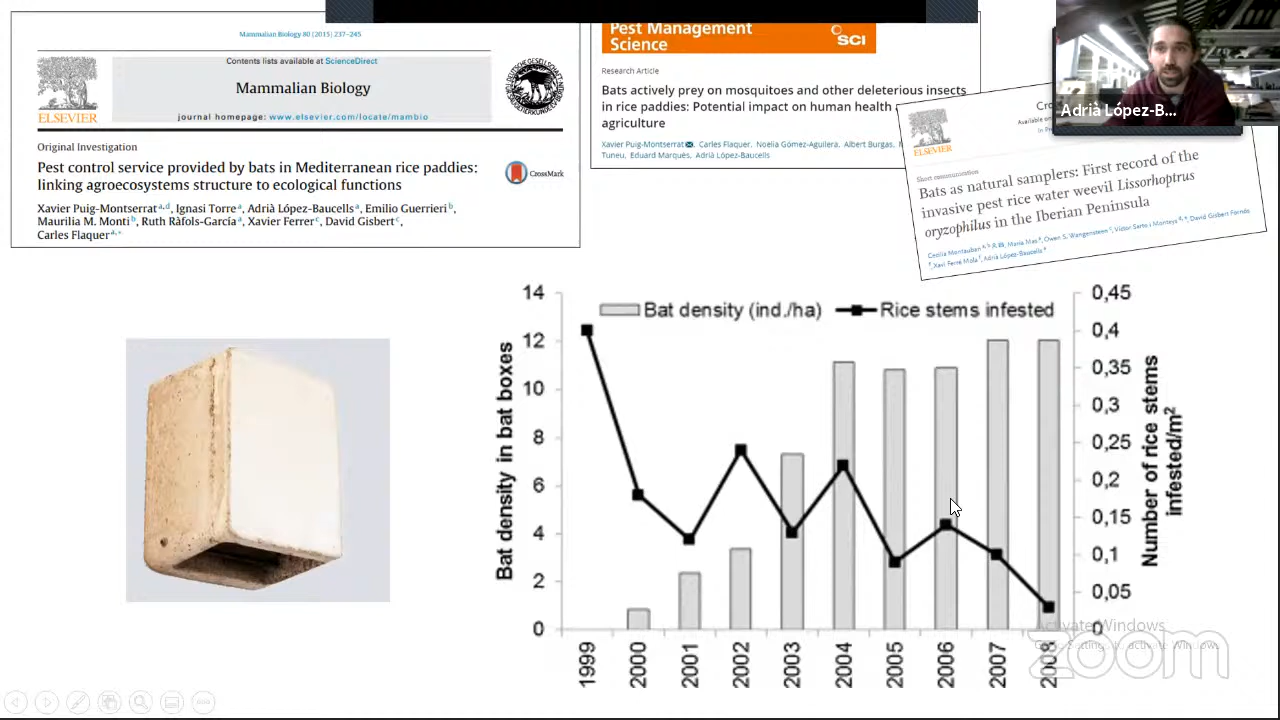 Mammalian Biology 80 (2015) 237–245
Contents lists available at ScienceDirect
Mammalian Biology
journal homepage: www.elsevier.com/locate/mambio
ELSEVIER
Original Investigation
Pest control service provided by bats in Mediterranean rice paddies:
linking agroecosystems structure to ecological functions
CrossMark
Xavier Puig-Montserrat a,d, Ignasi Torre a, Adrià López-Baucells a, Emilio Guerrieri b,
Maurilia M. Monti b, Ruth Ràfols-García a, Xavier Ferrer c, David Gisbert c,
Carles Flaquer a,*
Pest Management
Science
SCI
Research Article
Bats actively prey on mosquitoes and other deleterious insects
in rice paddies: Potential impact on human health
agriculture
Xavier Puig-Montserrat, Carles Flaquer, Noelia Gómez-Aguilera, Albert Burgas,
Tuneu, Eduard Marquès, Adrià López-Baucells
Adrià López-B...
ELSEVIER
Short communication
Bats as natural samplers: First record of the
invasive pest rice water weevil Lissorhoptrus
oryzophilus in the Iberian Peninsula
Bat density (ind./ha)
Rice stems infested
Bat density in bat boxes
14
12
10
8
6
4
2
0
0,45
0,4
0,35
0,3
0,25
0,2
0,15
0,1
0,05
0
Number of rice stems
infested/m²
1999
2000
2001
2002
2003
2004
2005
2006
2007
2008
Activate Windows
zoom